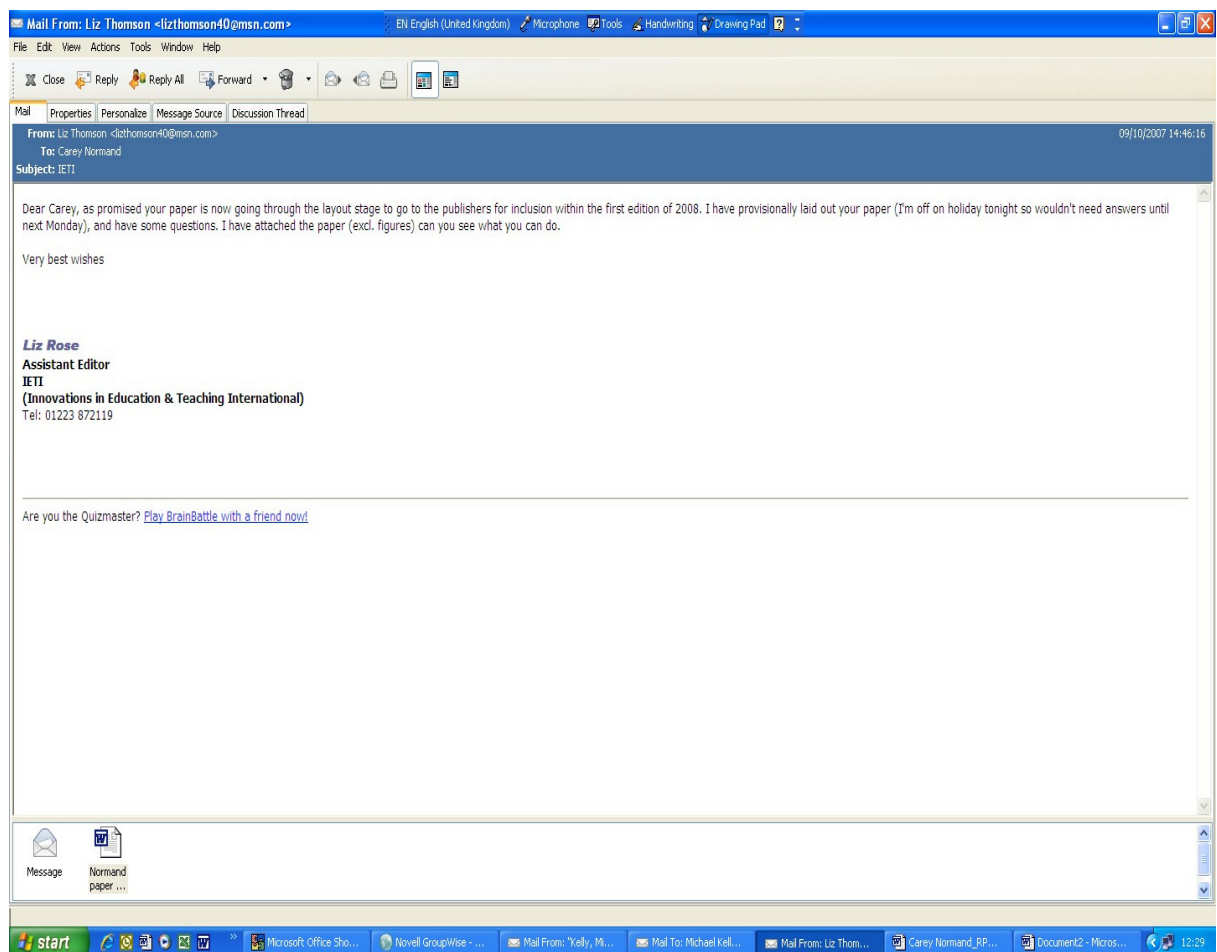 Mail From: Liz Thomson <lizthomson40@msn.com>
EN English (United Kingdom) Microphone Tools Handwriting Drawing Pad
File Edit View Actions Tools Window Help
Close Reply Reply All Forward
Mail Properties Personalize Message Source Discussion Thread
From: Liz Thomson <lizthomson40@msn.com> 09/10/2007 14:46:16
To: Carey Normand
Subject: IETI
Dear Carey, as promised your paper is now going through the layout stage to go to the publishers for inclusion within the first edition of 2008. I have provisionally laid out your paper (I'm off on holiday tonight so wouldn't need answers until
next Monday), and have some questions. I have attached the paper (excl. figures) can you see what you can do.
Very best wishes
Liz Rose
Assistant Editor
IETI
(Innovations in Education & Teaching International)
Tel: 01223 872119
Are you the Quizmaster? Play BrainBattle with a friend now!
Message
Normand
paper ...
start Microsoft Office Sho... Novell GroupWise - ... Mail From: "Kelly, Mi... Mail To: Michael Kell... Mail From: Liz Thom... Carey Normand_RP... Document2 - Micros... 12:29